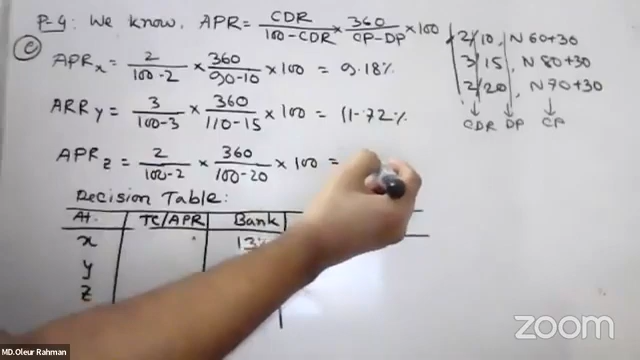 P-4: We know, APR = CDR/100-CDR × 360/CP-DP × 100
2/10, N 60+30
3/15, N 80+30
2/20, N 70+30
CDR DP CP
(c)
APRx = 2/100-2 × 360/90-10 × 100 = 9.18%
ARRy = 3/100-3 × 360/110-15 × 100 = 11.72%
APRz = 2/100-2 × 360/100-20 × 100 =
Decision Table:
At. TC/APR Bank
x 13%
y
z
MD.Oleur Rahman
zoom